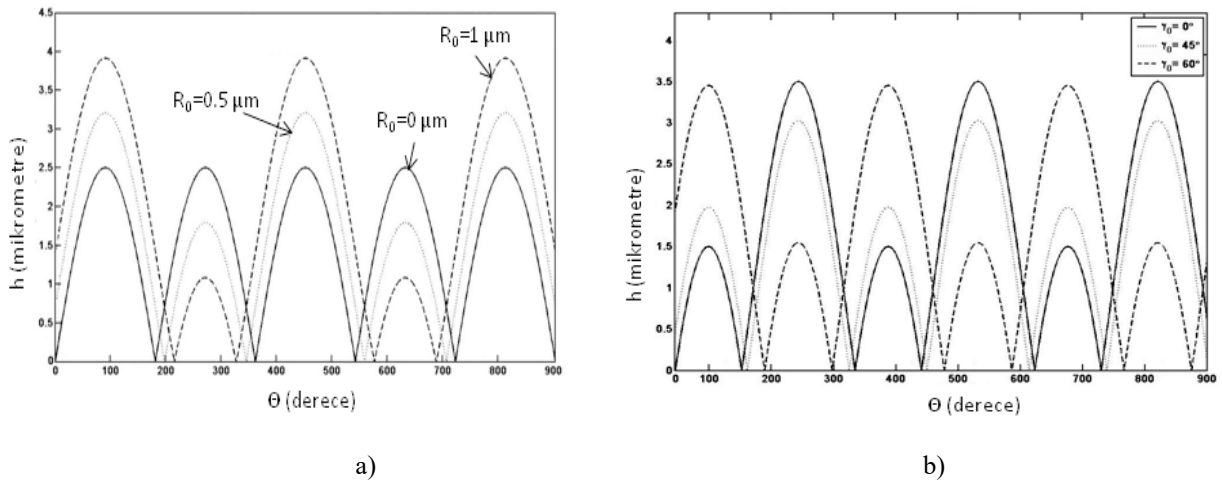 4.5
4
3.5
3
2.5
2
1.5
1
0.5
0
h (mikrometre)
R₀=1 μm
R₀=0.5 μm
R₀=0 μm
0 100 200 300 400 500 600 700 800 900
Θ (derece)
a)
4
3.5
3
2.5
2
1.5
1
0.5
0
h (mikrometre)
γ₀= 0°
γ₀= 45°
γ₀= 60°
0 100 200 300 400 500 600 700 800 900
Θ (derece)
b)